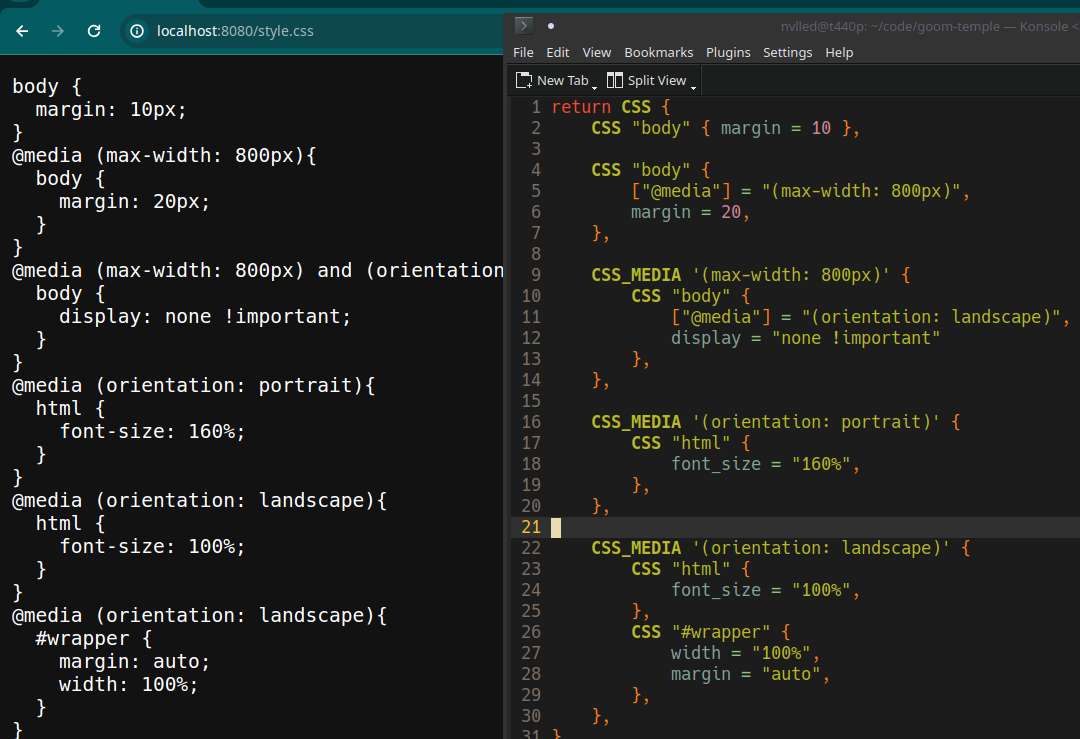 localhost:8080/style.css
body {
  margin: 10px;
}
@media (max-width: 800px){
  body {
    margin: 20px;
  }
}
@media (max-width: 800px) and (orientation
  body {
    display: none !important;
  }
}
@media (orientation: portrait){
  html {
    font-size: 160%;
  }
}
@media (orientation: landscape){
  html {
    font-size: 100%;
  }
}
@media (orientation: landscape){
  #wrapper {
    margin: auto;
    width: 100%;
  }
}
nvlled@t440p: ~/code/goom-temple — Konsole <
File Edit View Bookmarks Plugins Settings Help
New Tab Split View
1 return CSS {
2     CSS "body" { margin = 10 },
3
4     CSS "body" {
5         ["@media"] = "(max-width: 800px)",
6         margin = 20,
7     },
8
9     CSS_MEDIA '(max-width: 800px)' {
10         CSS "body" {
11             ["@media"] = "(orientation: landscape)",
12             display = "none !important"
13         },
14     },
15
16     CSS_MEDIA '(orientation: portrait)' {
17         CSS "html" {
18             font_size = "160%",
19         },
20     },
21
22     CSS_MEDIA '(orientation: landscape)' {
23         CSS "html" {
24             font_size = "100%",
25         },
26         CSS "#wrapper" {
27             width = "100%",
28             margin = "auto",
29         },
30     },
31 }